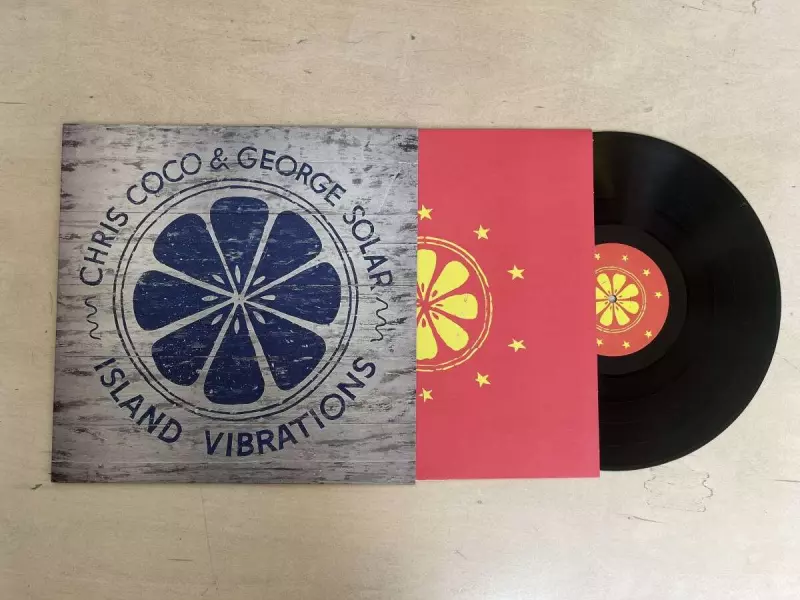 CHRIS COCO & GEORGE SOLAR
ISLAND VIBRATIONS